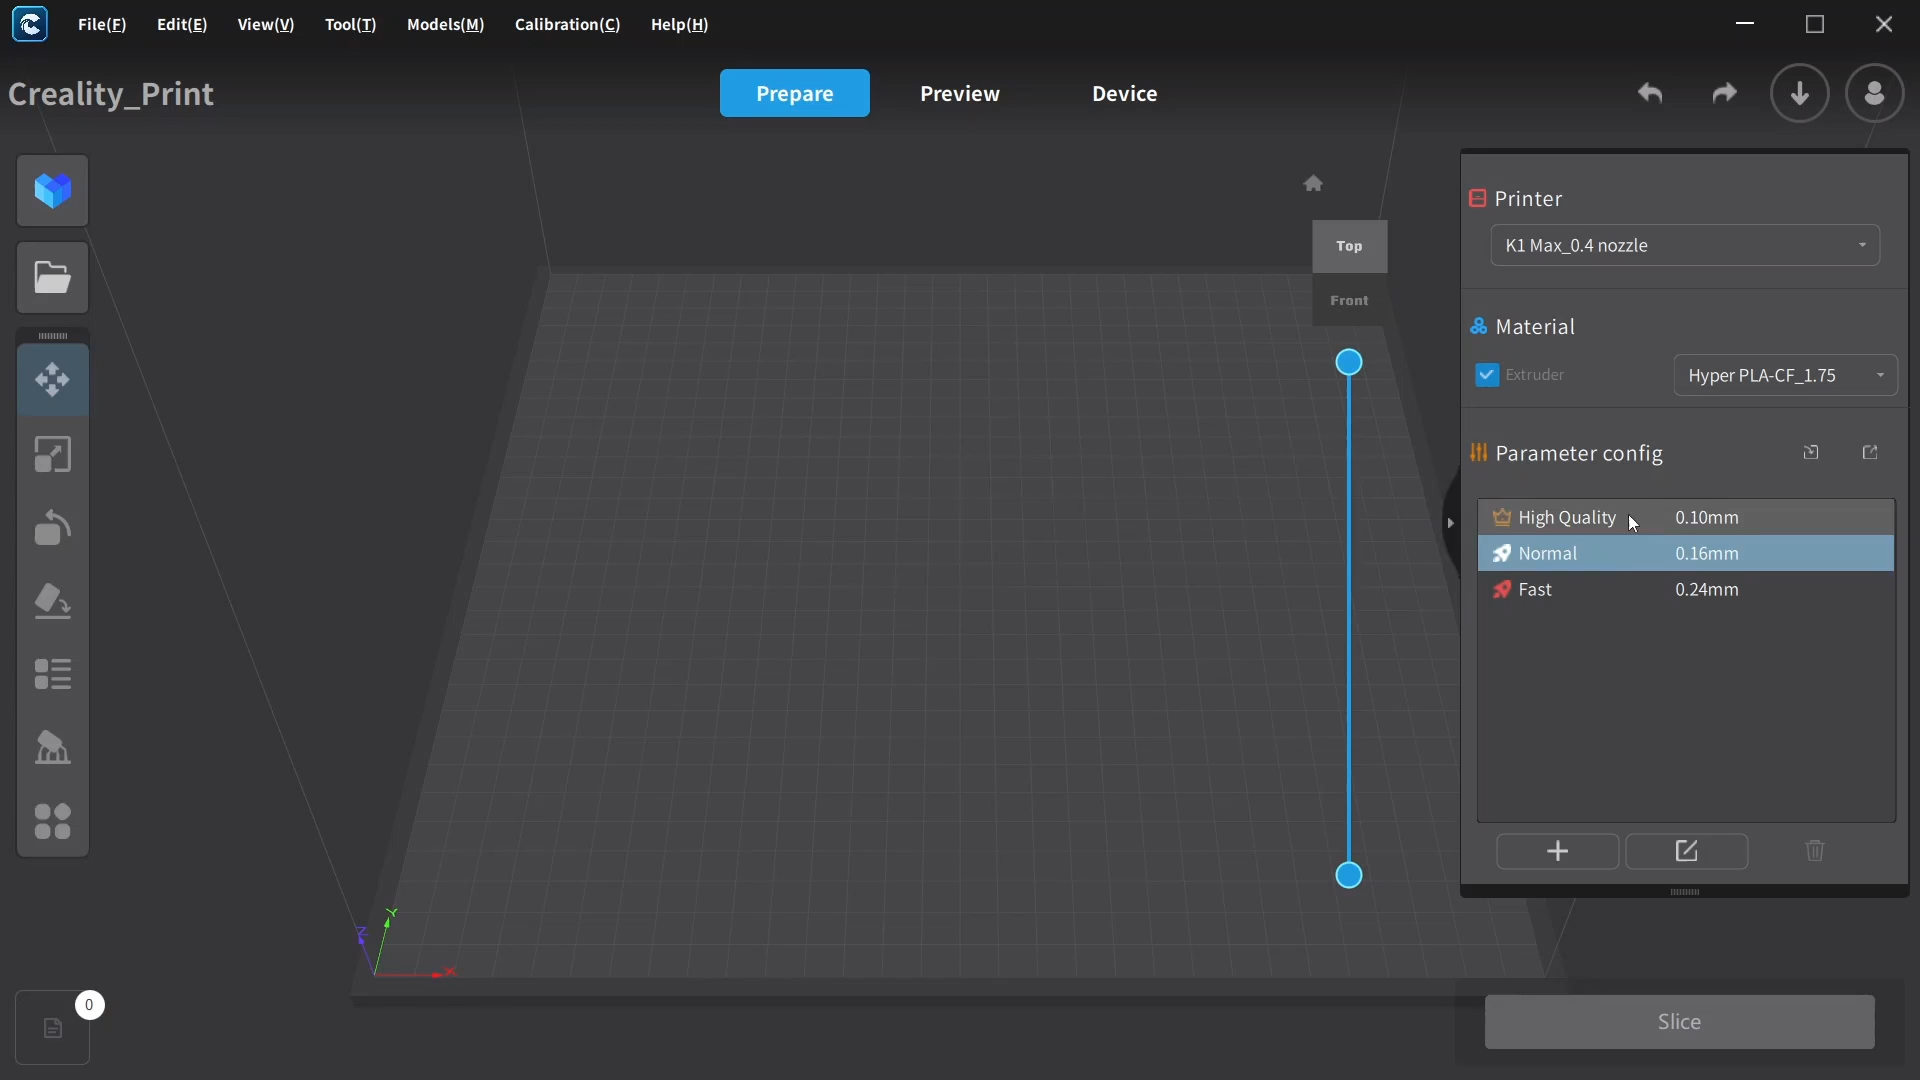 File(F) Edit(E) View(V) Tool(T) Models(M) Calibration(C) Help(H)
Creality_Print
Prepare Preview Device
Top
Front
Printer
K1 Max_0.4 nozzle
Material
Extruder Hyper PLA-CF_1.75
Parameter config
High Quality 0.10mm
Normal 0.16mm
Fast 0.24mm
Y
Z
X
0
Slice